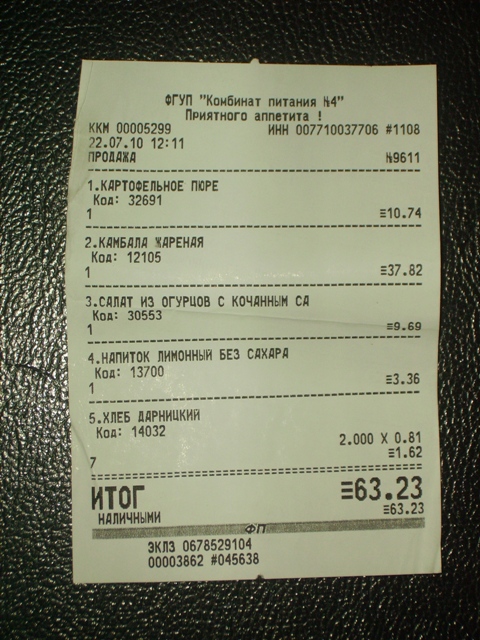 ФГУП "Комбинат питания №4"
Приятного аппетита !
ККМ 00005299 ИНН 007710037706 #1108
22.07.10 12:11
ПРОДАЖА №9611
1.КАРТОФЕЛЬНОЕ ПЮРЕ
Код: 32691
1 ≡10.74
2.КАМБАЛА ЖАРЕНАЯ
Код: 12105
1 ≡37.82
3.САЛАТ ИЗ ОГУРЦОВ С КОЧАННЫМ СА
Код: 30553
1 ≡9.69
4.НАПИТОК ЛИМОННЫЙ БЕЗ САХАРА
Код: 13700
1 ≡3.36
5.ХЛЕБ ДАРНИЦКИЙ
Код: 14032
2.000 X 0.81
7 ≡1.62
ИТОГ ≡63.23
НАЛИЧНЫМИ ≡63.23
ФП
ЭКЛЗ 0678529104
00003862 #045638